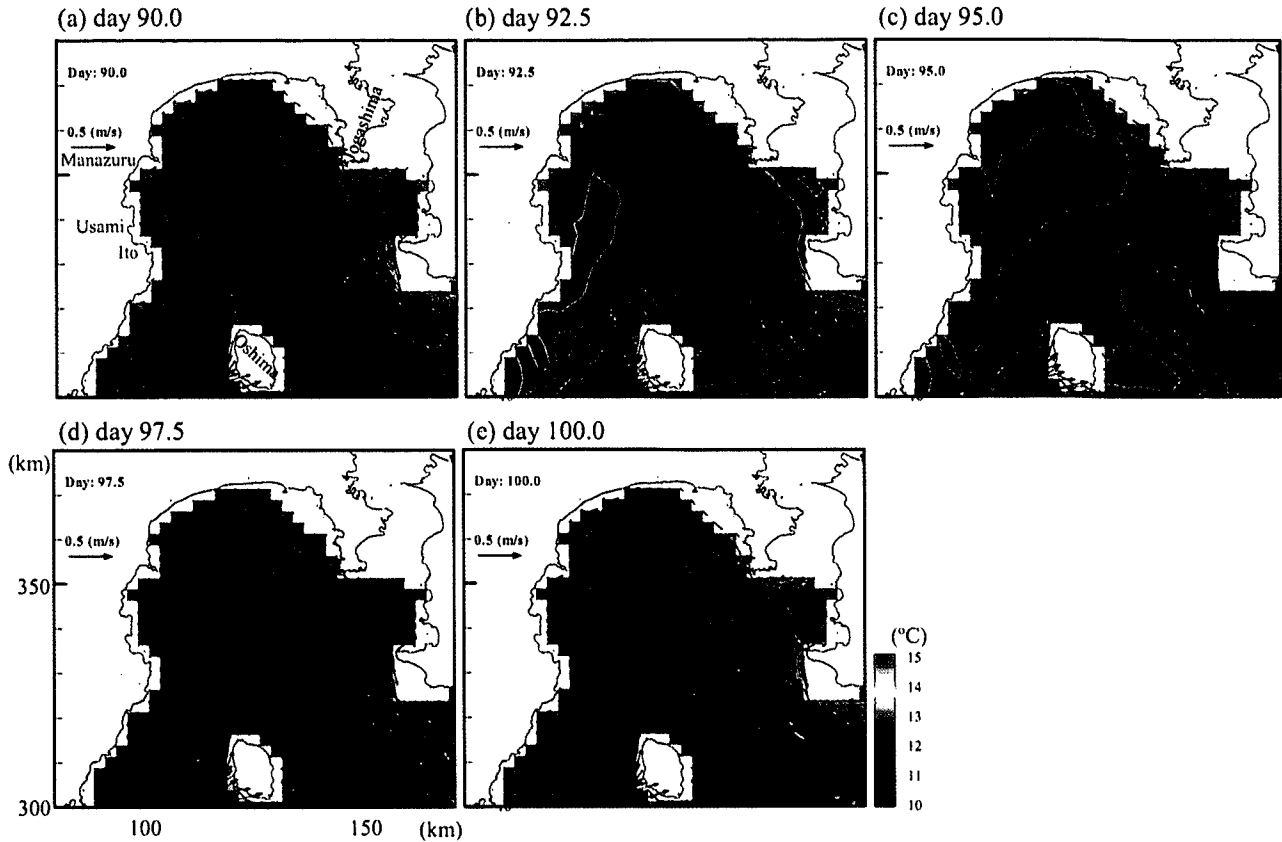 (a) day 90.0
Day: 90.0
0.5 (m/s)
Manazuru
Usami
Ito
Jogashima
Oshima
(b) day 92.5
Day: 92.5
0.5 (m/s)
(c) day 95.0
Day: 95.0
0.5 (m/s)
(d) day 97.5
(km)
Day: 97.5
0.5 (m/s)
350
300
100 150 (km)
(e) day 100.0
Day: 100.0
0.5 (m/s)
(ºC)
15
14
13
12
11
10